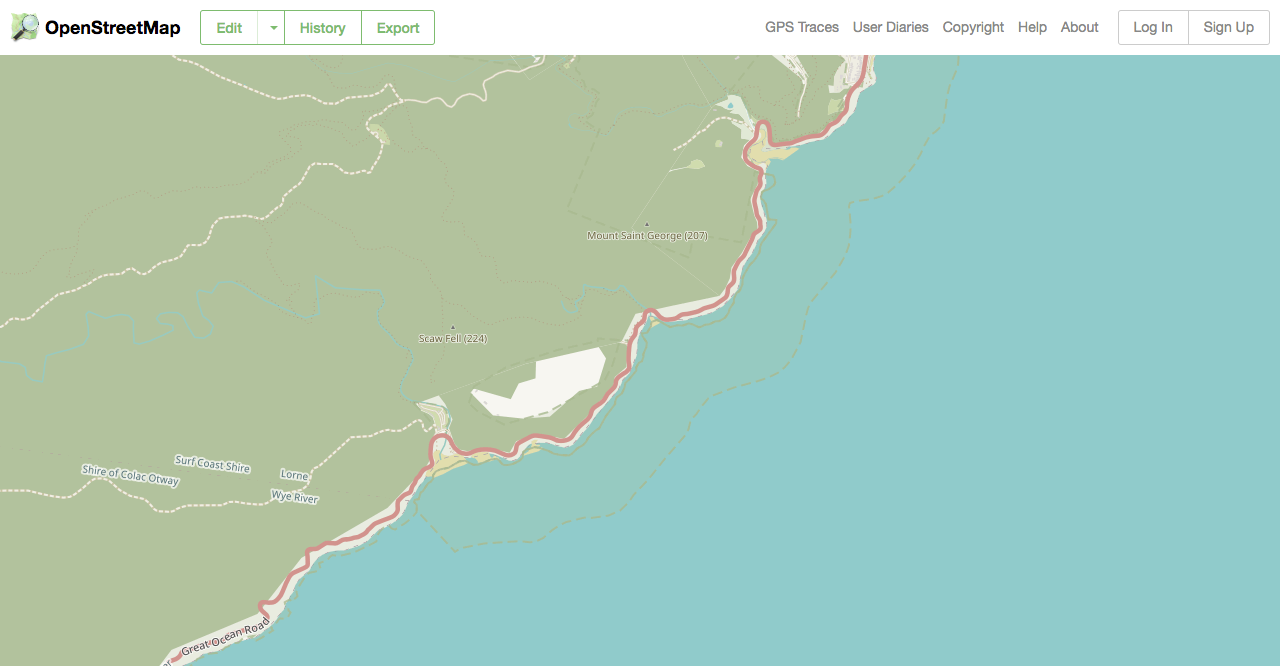 OpenStreetMap
Edit
History
Export
GPS Traces
User Diaries
Copyright
Help
About
Log In
Sign Up
Mount Saint George (207)
Scaw Fell (224)
Surf Coast Shire
Shire of Colac Otway
Lorne
Wye River
Great Ocean Road